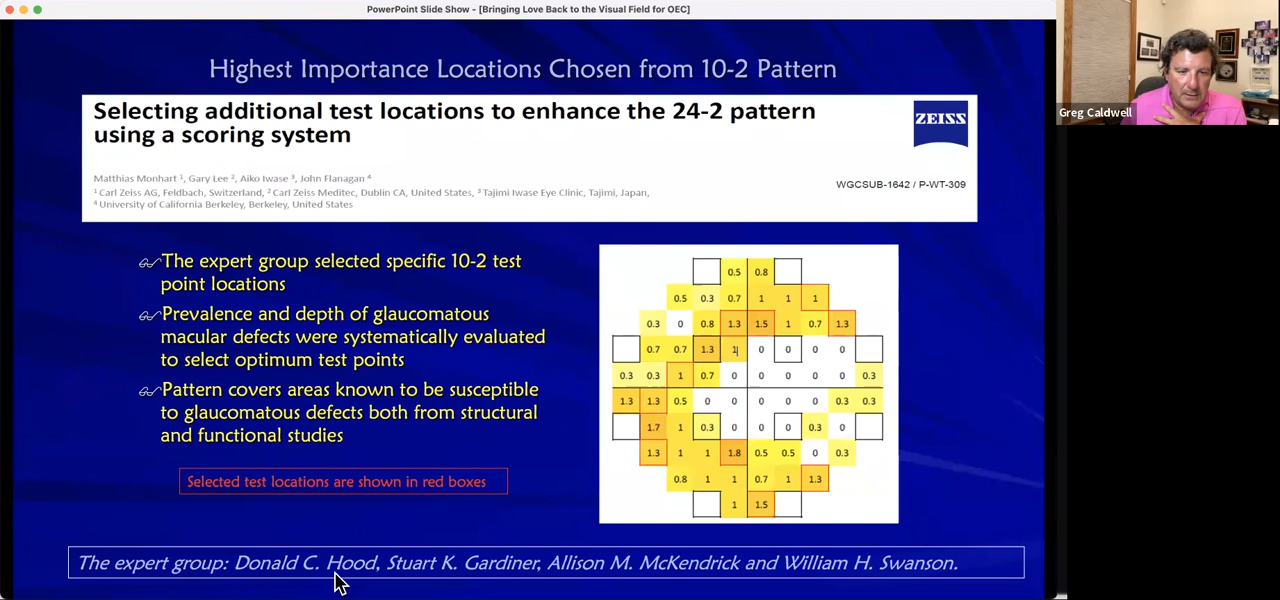 PowerPoint Slide Show - [Bringing Love Back to the Visual Field for OEC]
Highest Importance Locations Chosen from 10-2 Pattern
Selecting additional test locations to enhance the 24-2 pattern
using a scoring system
ZEISS
Matthias Monhart 1, Gary Lee 2, Aiko Iwase 3, John Flanagan 4
1 Carl Zeiss AG, Feldbach, Switzerland, 2 Carl Zeiss Meditec, Dublin CA, United States, 3 Tajimi Iwase Eye Clinic, Tajimi, Japan,
4 University of California Berkeley, Berkeley, United States
WGCSUB-1642 / P-WT-309
The expert group selected specific 10-2 test
point locations
Prevalence and depth of glaucomatous
macular defects were systematically evaluated
to select optimum test points
Pattern covers areas known to be susceptible
to glaucomatous defects both from structural
and functional studies
Selected test locations are shown in red boxes
0.5 0.8
0.5 0.3 0.7 1 1 1
0.3 0 0.8 1.3 1.5 1 0.7 1.3
0.7 0.7 1.3 1 0 0 0 0
0.3 0.3 1 0.7 0 0 0 0 0 0.3
1.3 1.3 0.5 0 0 0 0 0 0.3 0.3
1.7 1 0.3 0 0 0 0.3 0
1.3 1 1 1.8 0.5 0.5 0 0.3
0.8 1 1 0.7 1 1.3
1 1.5
The expert group: Donald C. Hood, Stuart K. Gardiner, Allison M. McKendrick and William H. Swanson.
Greg Caldwell